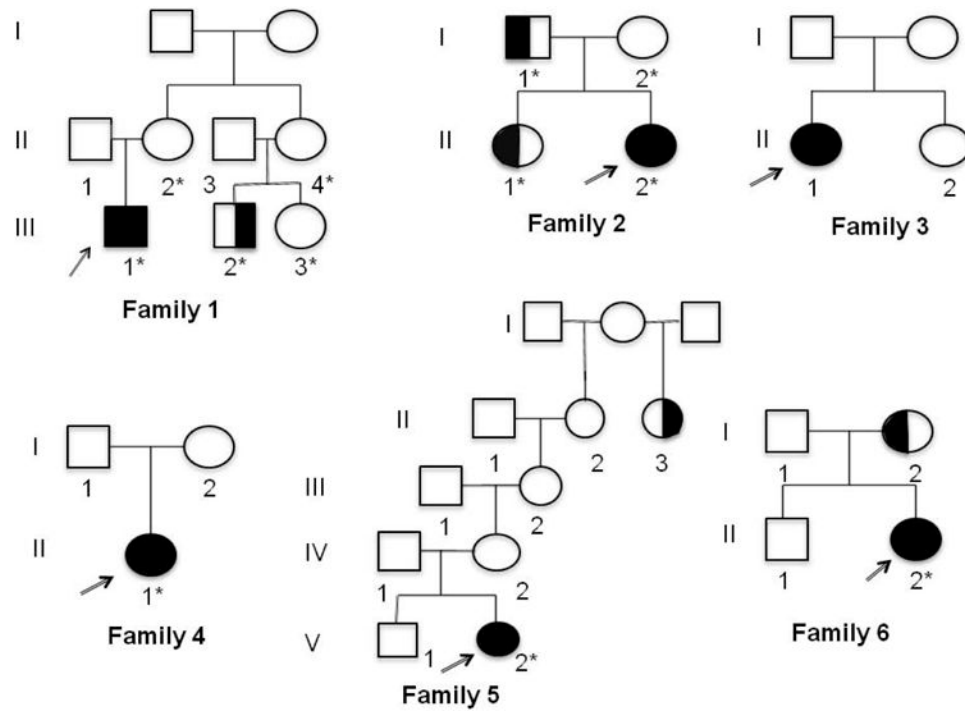 I
II
1 2* 3 4*
III
1* 2* 3*
Family 1
I
1* 2*
II
1* 2*
Family 2
I
II
1 2
Family 3
I
1 2
II
1*
Family 4
I
II
1 2 3
III
1 2
IV
1 2
V
1 2*
Family 5
I
1 2
II
1 2*
Family 6